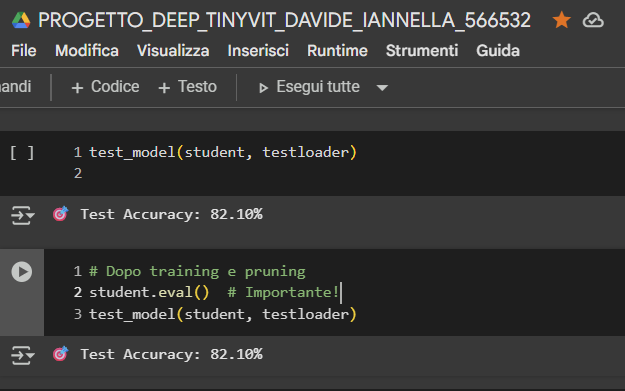 PROGETTO_DEEP_TINYVIT_DAVIDE_IANNELLA_566532
File Modifica Visualizza Inserisci Runtime Strumenti Guida
andi + Codice + Testo Esegui tutte
[ ] 1 test_model(student, testloader)
2
🎯 Test Accuracy: 82.10%
1 # Dopo training e pruning
2 student.eval()  # Importante!
3 test_model(student, testloader)
🎯 Test Accuracy: 82.10%